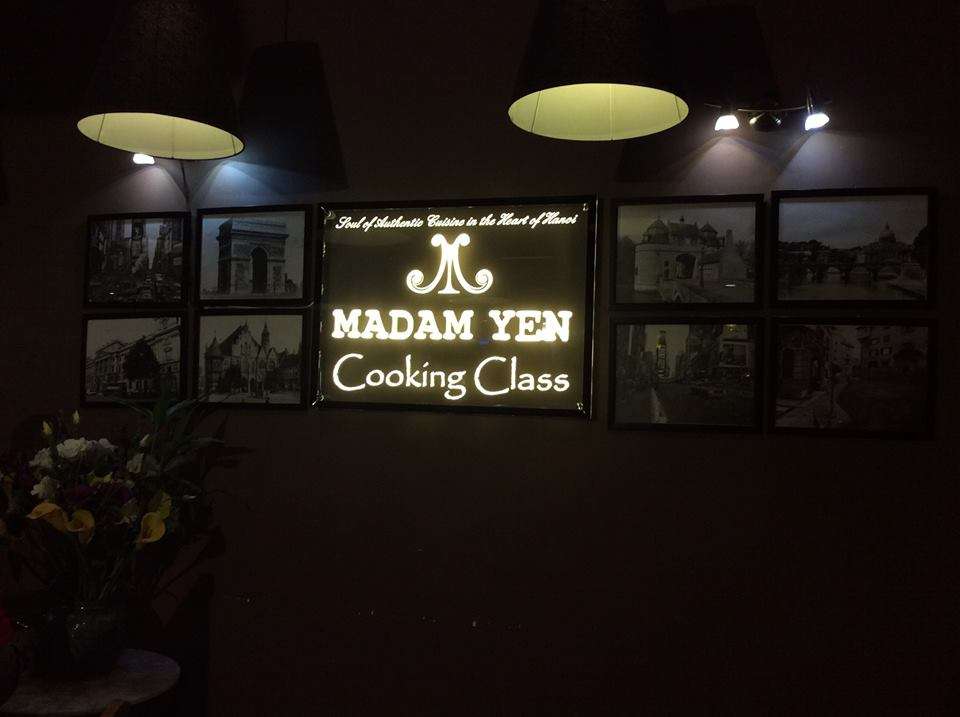 Soul of Authentic Cuisine in the Heart of Hanoi
MADAM YEN
Cooking Class